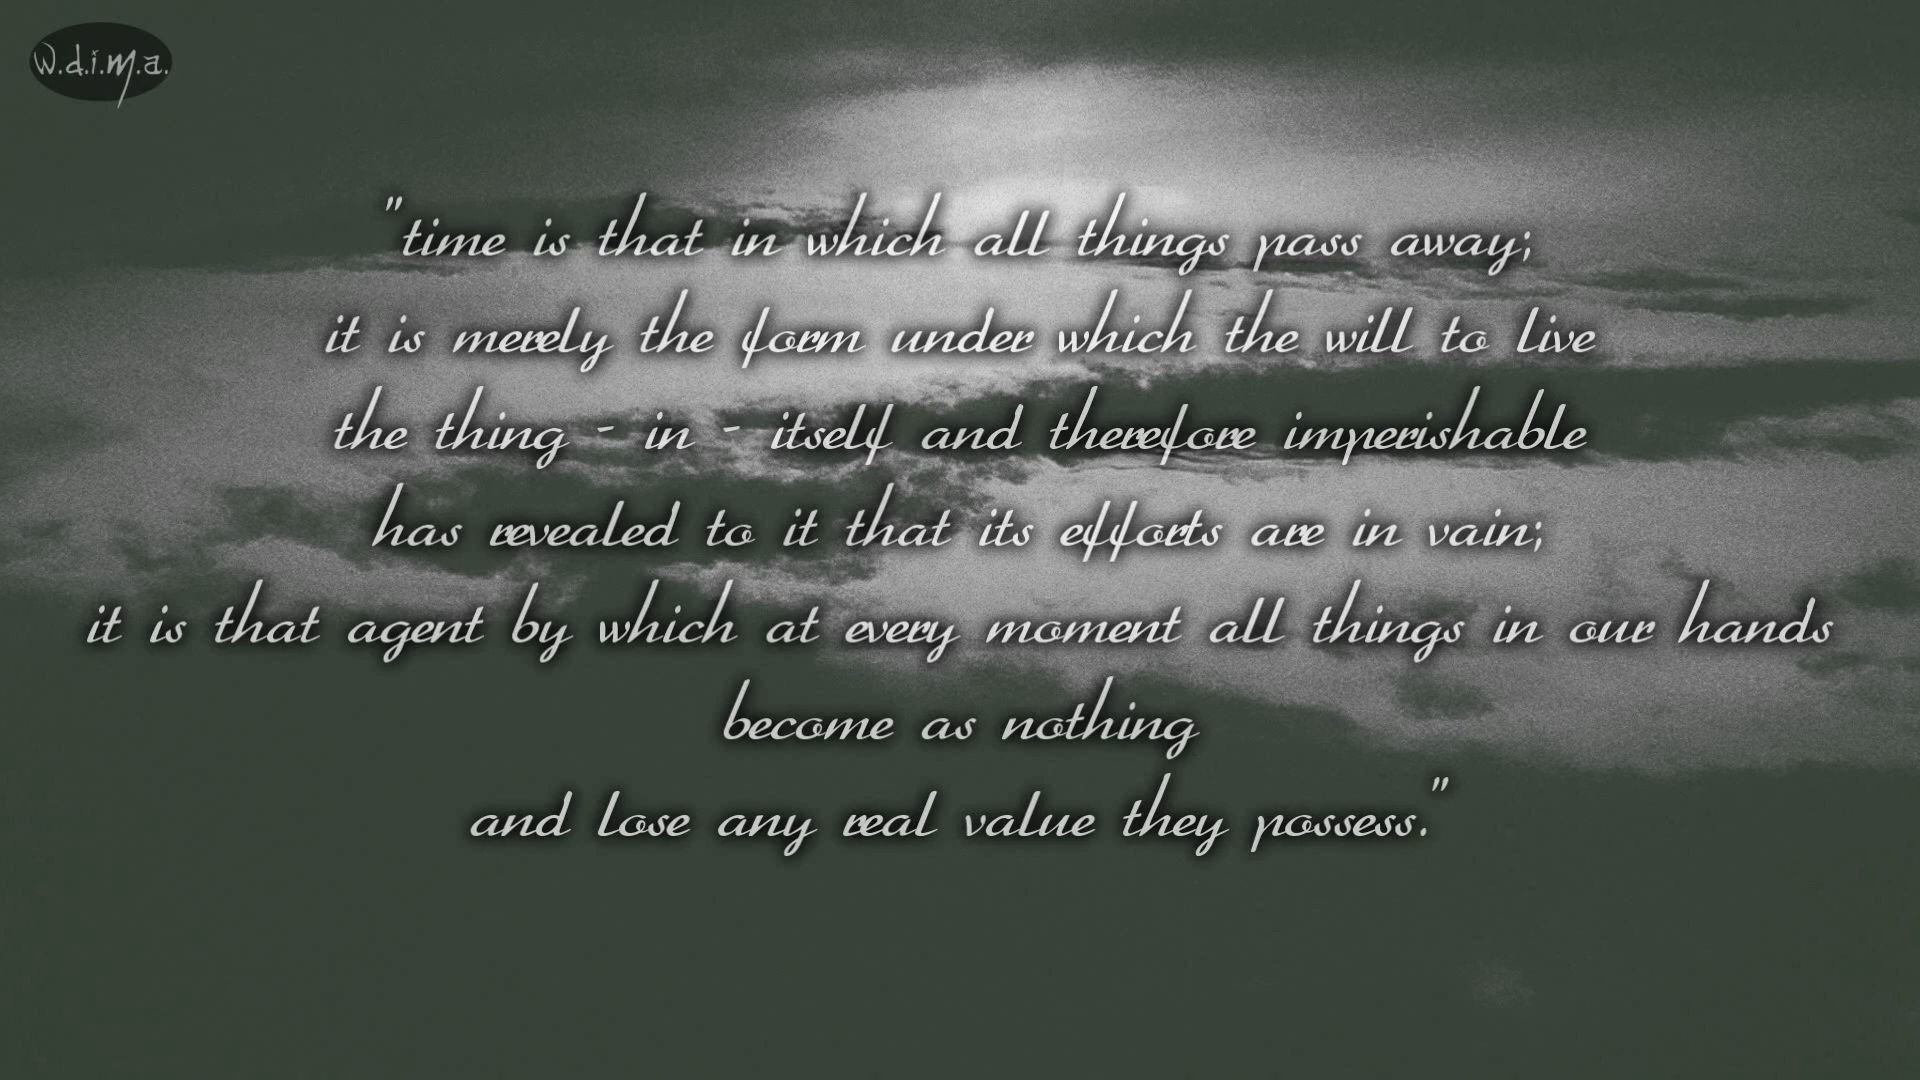 W.d.i.m.a.
"time is that in which all things pass away;
it is merely the form under which the will to live
the thing - in - itself and therefore imperishable
has revealed to it that its efforts are in vain;
it is that agent by which at every moment all things in our hands
become as nothing
and lose any real value they possess."